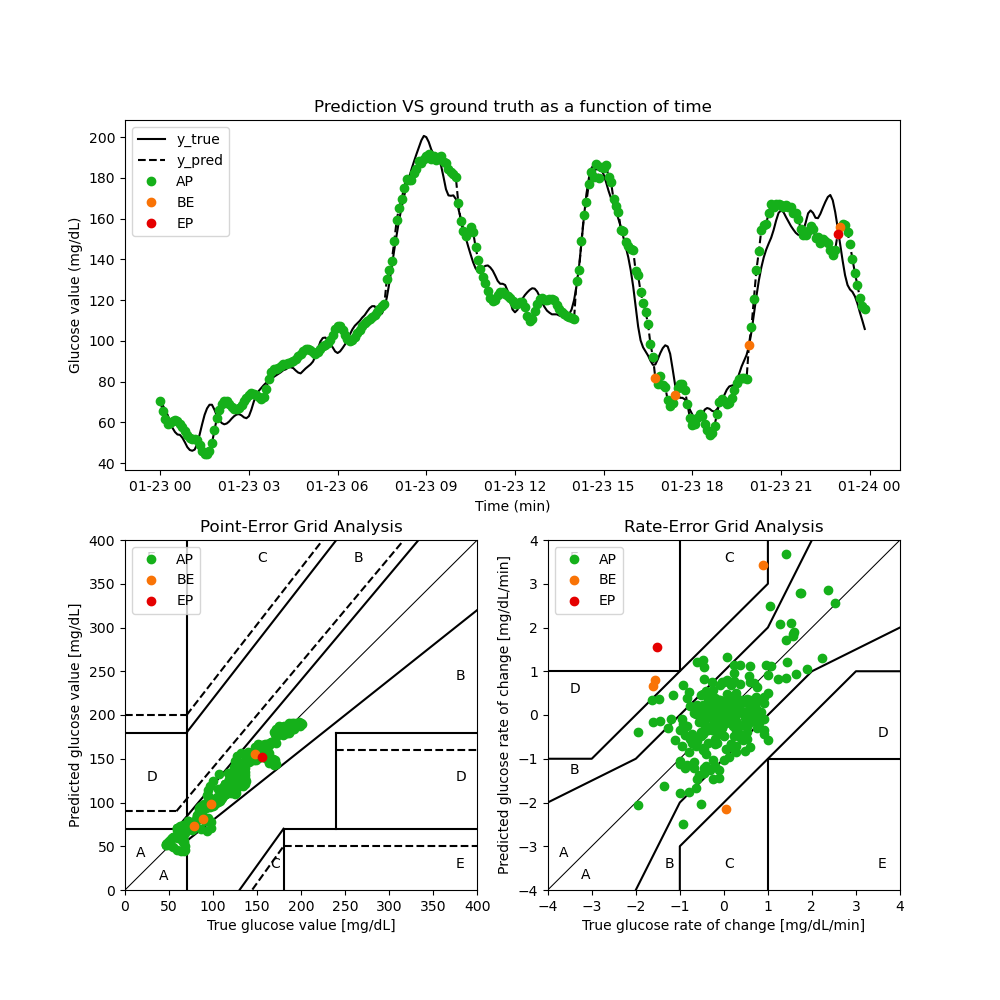 Prediction VS ground truth as a function of time
Glucose value (mg/dL)
200
180
160
140
120
100
80
60
40
y_true
y_pred
AP
BE
EP
01-23 00 01-23 03 01-23 06 01-23 09 01-23 12 01-23 15 01-23 18 01-23 21 01-24 00
Time (min)
Point-Error Grid Analysis
Predicted glucose value [mg/dL]
400
350
300
250
200
150
100
50
0
AP
BE
EP
C
B
B
D
D
A
A
C
E
0 50 100 150 200 250 300 350 400
True glucose value [mg/dL]
Rate-Error Grid Analysis
Predicted glucose rate of change [mg/dL/min]
4
3
2
1
0
−1
−2
−3
−4
AP
BE
EP
C
D
D
B
A
A
B
C
E
−4 −3 −2 −1 0 1 2 3 4
True glucose rate of change [mg/dL/min]